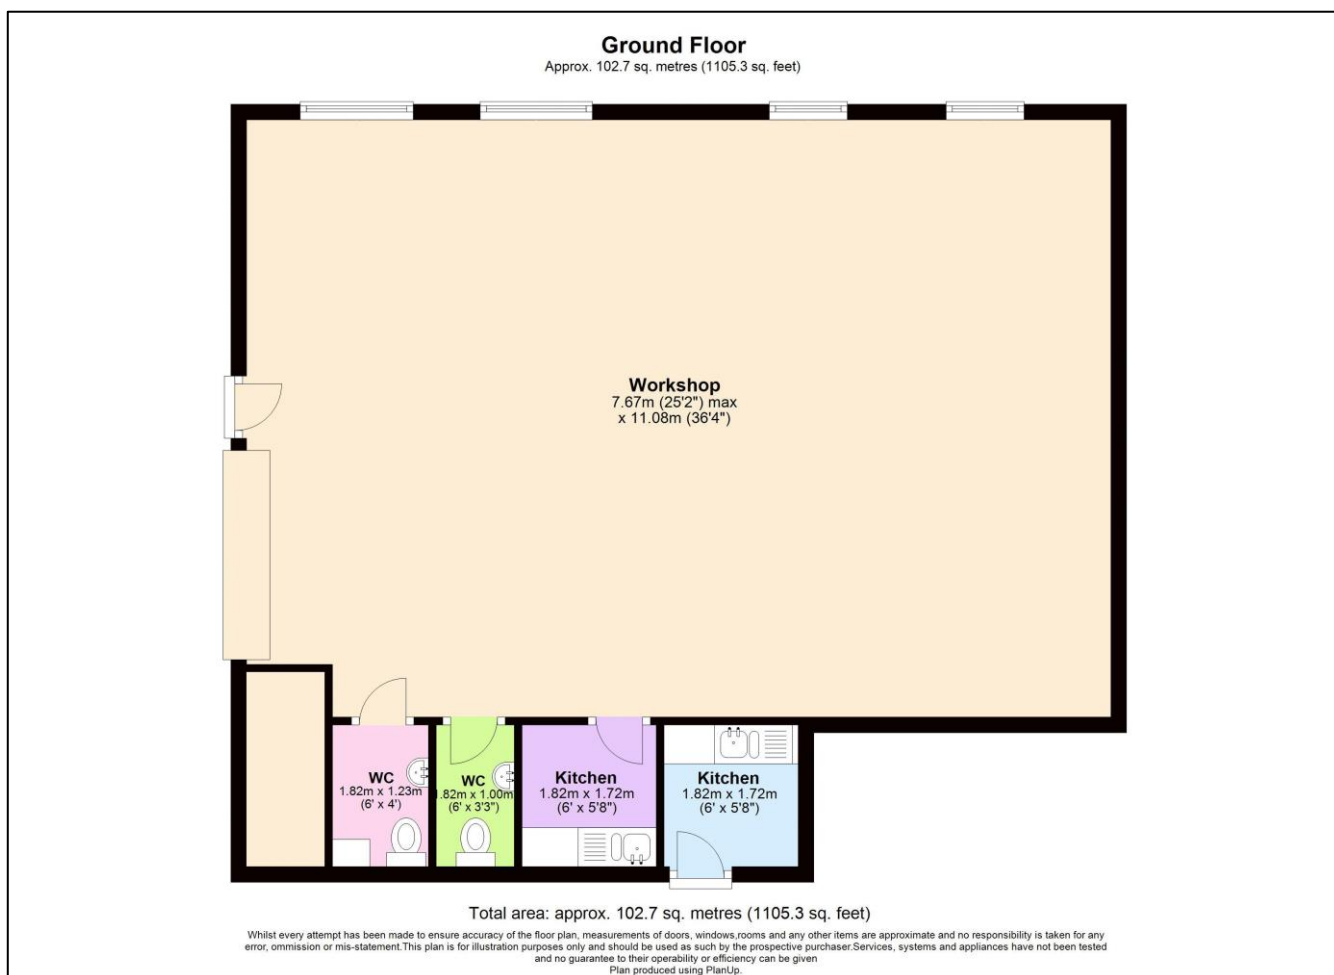 Ground Floor
Approx. 102.7 sq. metres (1105.3 sq. feet)
Workshop
7.67m (25'2") max
x 11.08m (36'4")
WC
1.82m x 1.23m
(6' x 4')
WC
1.82m x 1.00m
(6' x 3'3")
Kitchen
1.82m x 1.72m
(6' x 5'8")
Kitchen
1.82m x 1.72m
(6' x 5'8")
Total area: approx. 102.7 sq. metres (1105.3 sq. feet)
Whilst every attempt has been made to ensure accuracy of the floor plan, measurements of doors, windows,rooms and any other items are approximate and no responsibility is taken for any
error, ommission or mis-statement.This plan is for illustration purposes only and should be used as such by the prospective purchaser.Services, systems and appliances have not been tested
and no guarantee to their operability or efficiency can be given
Plan produced using PlanUp.